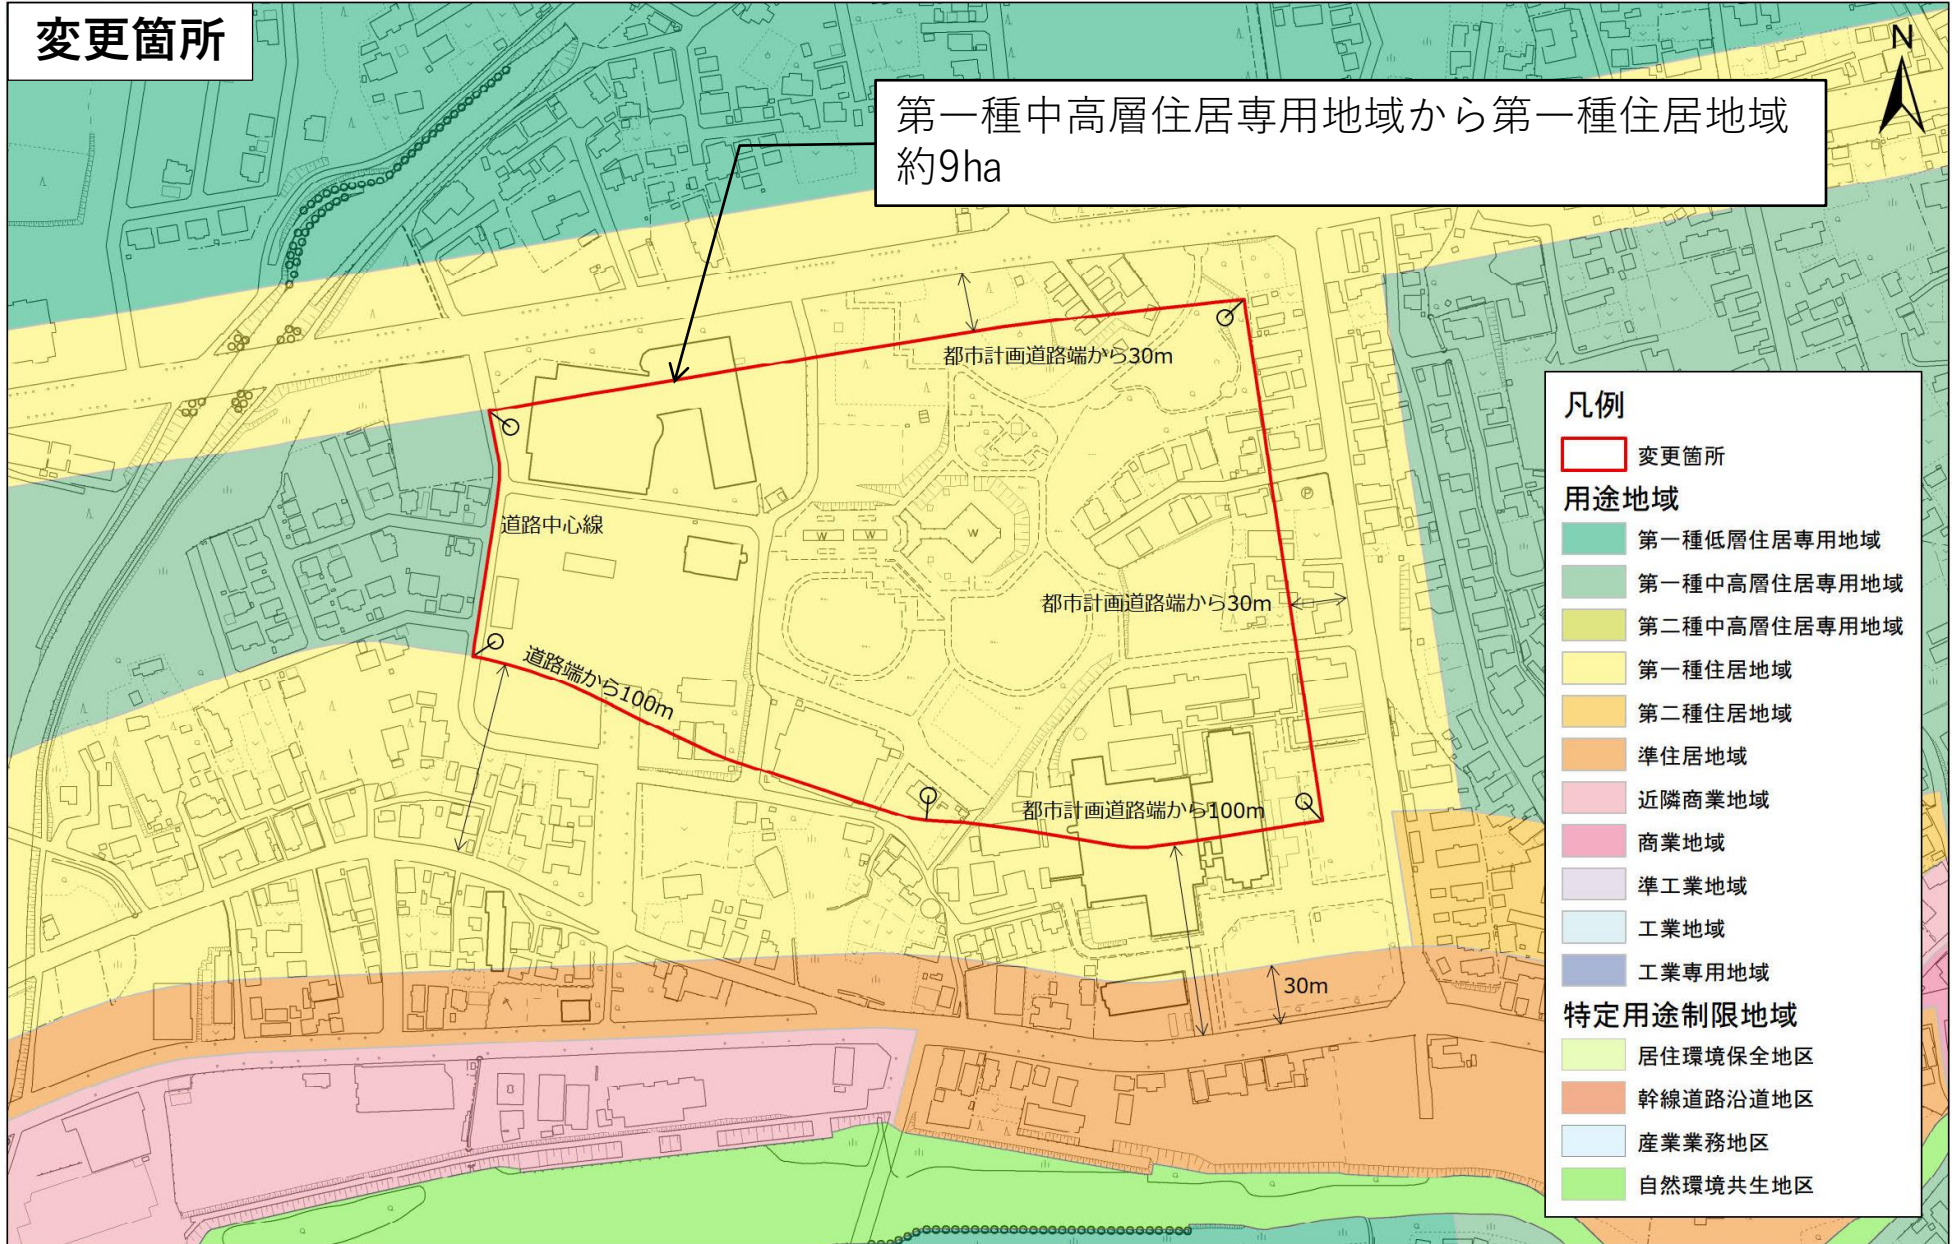 変更箇所
N
第一種中高層住居専用地域から第一種住居地域
約9ha
都市計画道路端から30m
道路中心線
都市計画道路端から30m
道路端から100m
都市計画道路端から100m
30m
W
W
W
P
凡例
変更箇所
用途地域
第一種低層住居専用地域
第一種中高層住居専用地域
第二種中高層住居専用地域
第一種住居地域
第二種住居地域
準住居地域
近隣商業地域
商業地域
準工業地域
工業地域
工業専用地域
特定用途制限地域
居住環境保全地区
幹線道路沿道地区
産業業務地区
自然環境共生地区